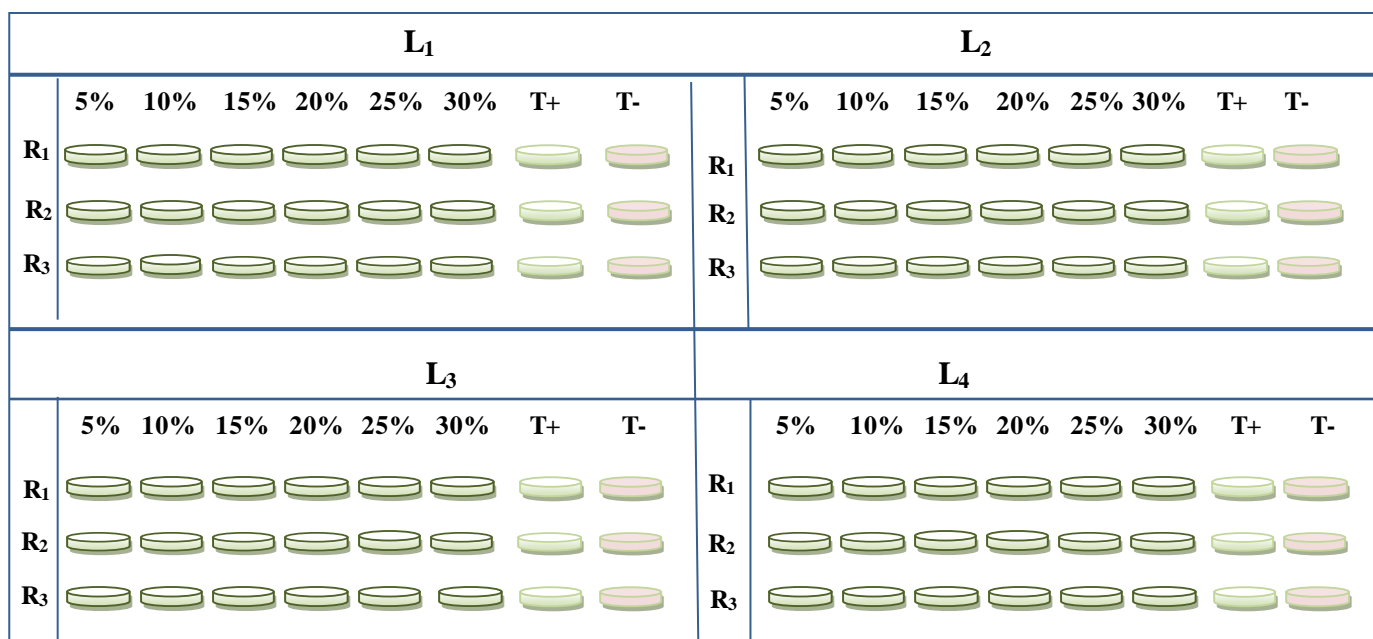 L₁ L₂
5% 10% 15% 20% 25% 30% T+ T- 5% 10% 15% 20% 25% 30% T+ T-
R₁ R₁
R₂ R₂
R₃ R₃
L₃ L₄
5% 10% 15% 20% 25% 30% T+ T- 5% 10% 15% 20% 25% 30% T+ T-
R₁ R₁
R₂ R₂
R₃ R₃